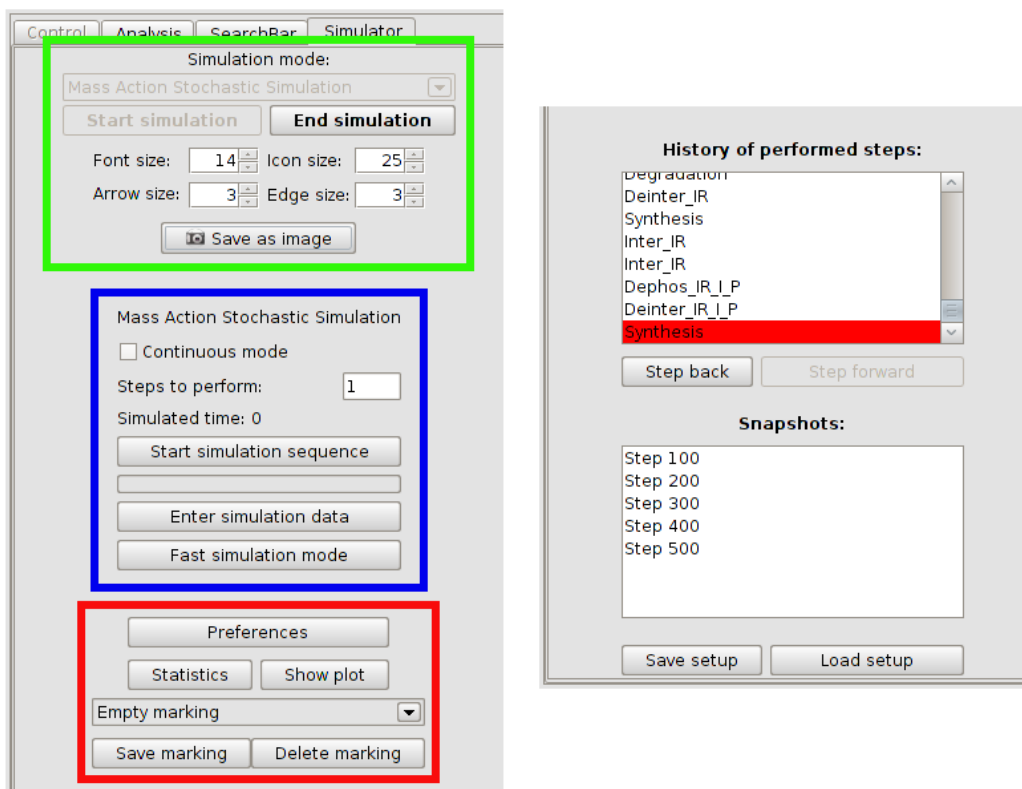 Control Analysis SearchBar Simulator
Simulation mode:
Mass Action Stochastic Simulation
Start simulation End simulation
Font size: 14 Icon size: 25
Arrow size: 3 Edge size: 3
Save as image
Mass Action Stochastic Simulation
Continuous mode
Steps to perform: 1
Simulated time: 0
Start simulation sequence
Enter simulation data
Fast simulation mode
Preferences
Statistics Show plot
Empty marking
Save marking Delete marking
History of performed steps:
Degradation
Deinter_IR
Synthesis
Inter_IR
Inter_IR
Dephos_IR_I_P
Deinter_IR_I_P
Synthesis
Step back Step forward
Snapshots:
Step 100
Step 200
Step 300
Step 400
Step 500
Save setup Load setup